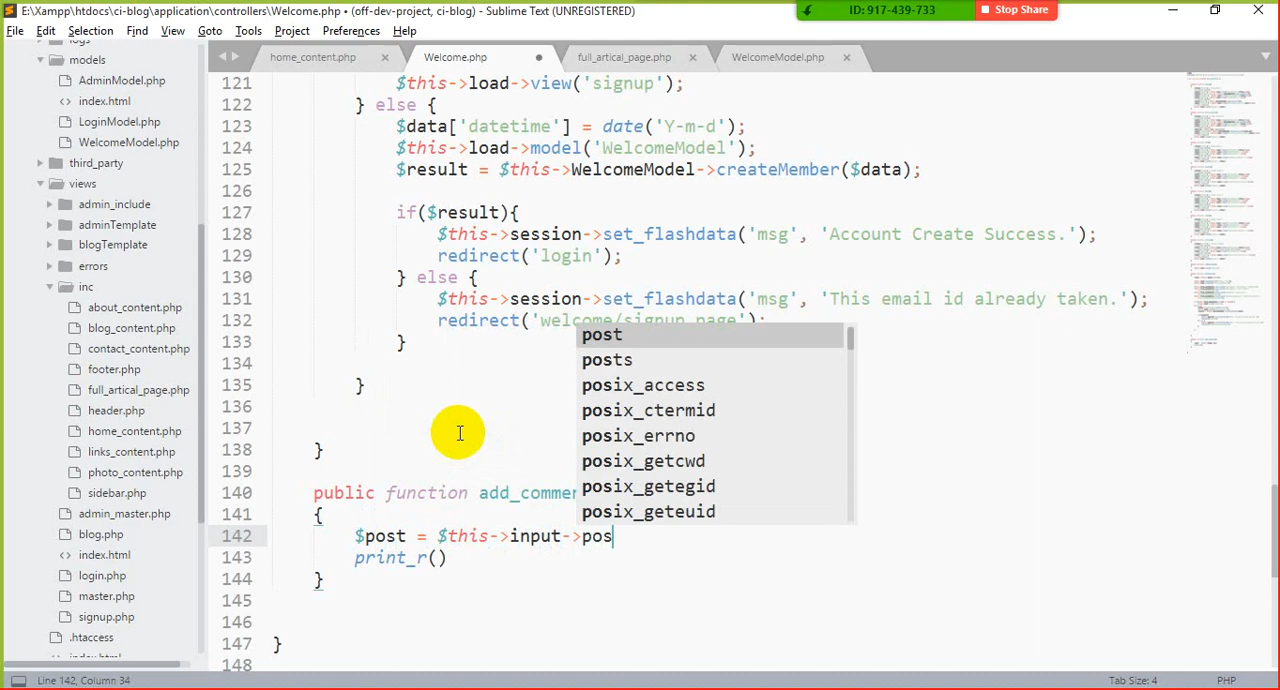 E:\Xampp\htdocs\ci-blog\application\controllers\Welcome.php • (off-dev-project, ci-blog) - Sublime Text (UNREGISTERED)
ID: 917-439-733
Stop Share
File Edit Selection Find View Goto Tools Project Preferences Help
models
AdminModel.php
index.html
LoginModel.php
WelcomeModel.php
third_party
views
admin_include
adminTemplate
blogTemplate
errors
inc
about_content.php
blog_content.php
contact_content.php
footer.php
full_artical_page.php
header.php
home_content.php
links_content.php
photo_content.php
sidebar.php
admin_master.php
blog.php
index.html
login.php
master.php
signup.php
.htaccess
home_content.php
Welcome.php
full_artical_page.php
WelcomeModel.php
121 $this->load->view('signup');
122 } else {
123 $data['datetime'] = date('Y-m-d');
124 $this->load->model('WelcomeModel');
125 $result = $this->WelcomeModel->createMember($data);
126
127 if($result){
128 $this->session->set_flashdata('msg', 'Account Create Success.');
129 redirect('login');
130 } else {
131 $this->session->set_flashdata('msg', 'This email id already taken.');
132 redirect('welcome/signup_page');
133 }
134
135 }
136
137
138 }
139
140 public function add_commen
141 {
142 $post = $this->input->pos
143 print_r()
144 }
145
146
147 }
148
post
posts
posix_access
posix_ctermid
posix_errno
posix_getcwd
posix_getegid
posix_geteuid
Line 142, Column 34
Tab Size: 4
PHP